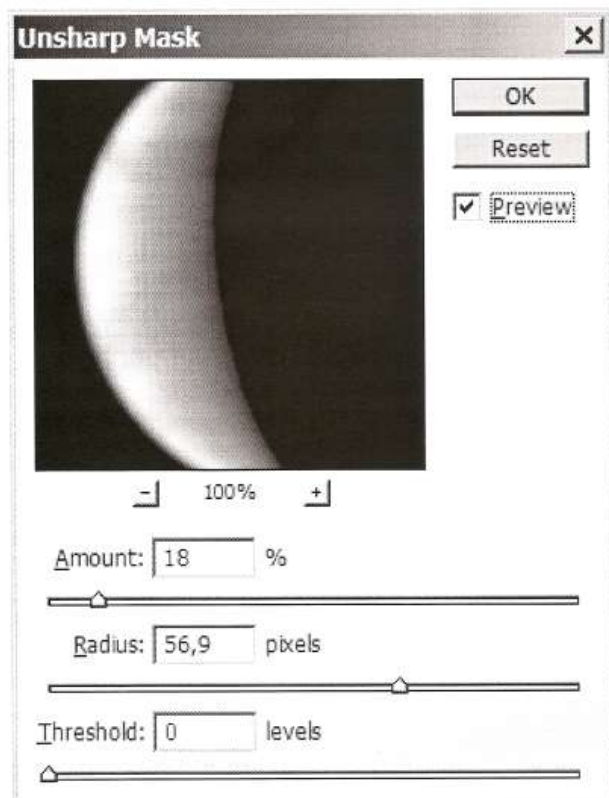 Unsharp Mask
OK
Reset
Preview
- 100% +
Amount: 18 %
Radius: 56,9 pixels
Threshold: 0 levels